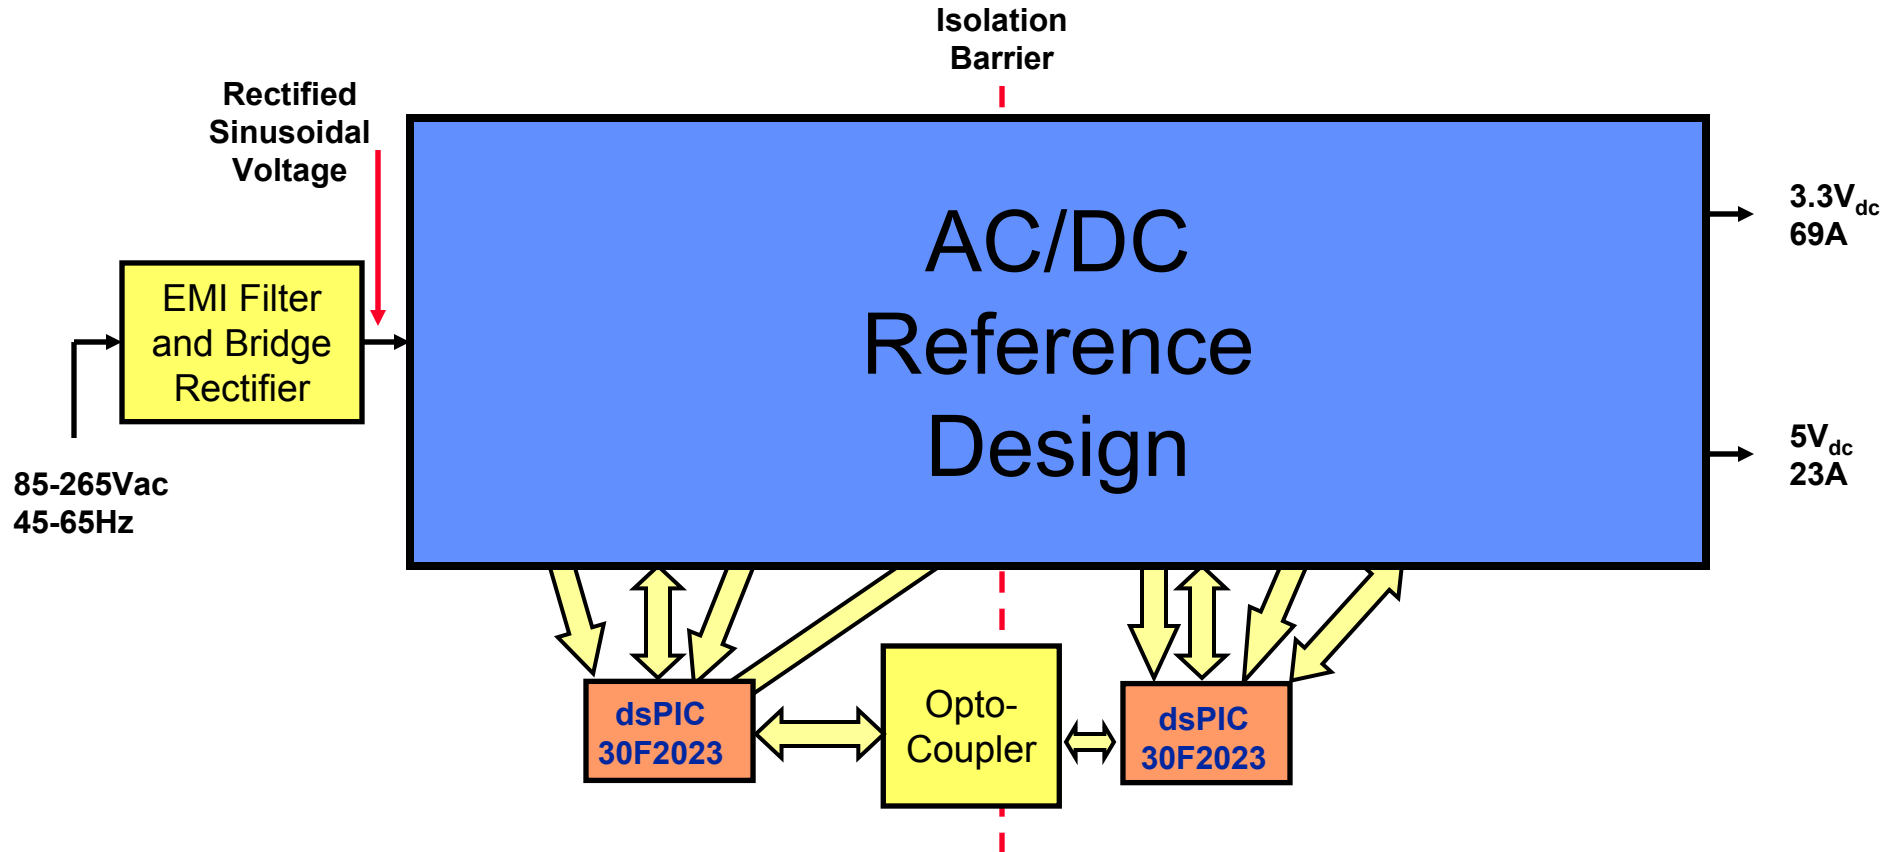 Isolation
Barrier
Rectified
Sinusoidal
Voltage
AC/DC
Reference
Design
3.3Vdc
69A
EMI Filter
and Bridge
Rectifier
5Vdc
23A
85-265Vac
45-65Hz
dsPIC
30F2023
Opto-
Coupler
dsPIC
30F2023